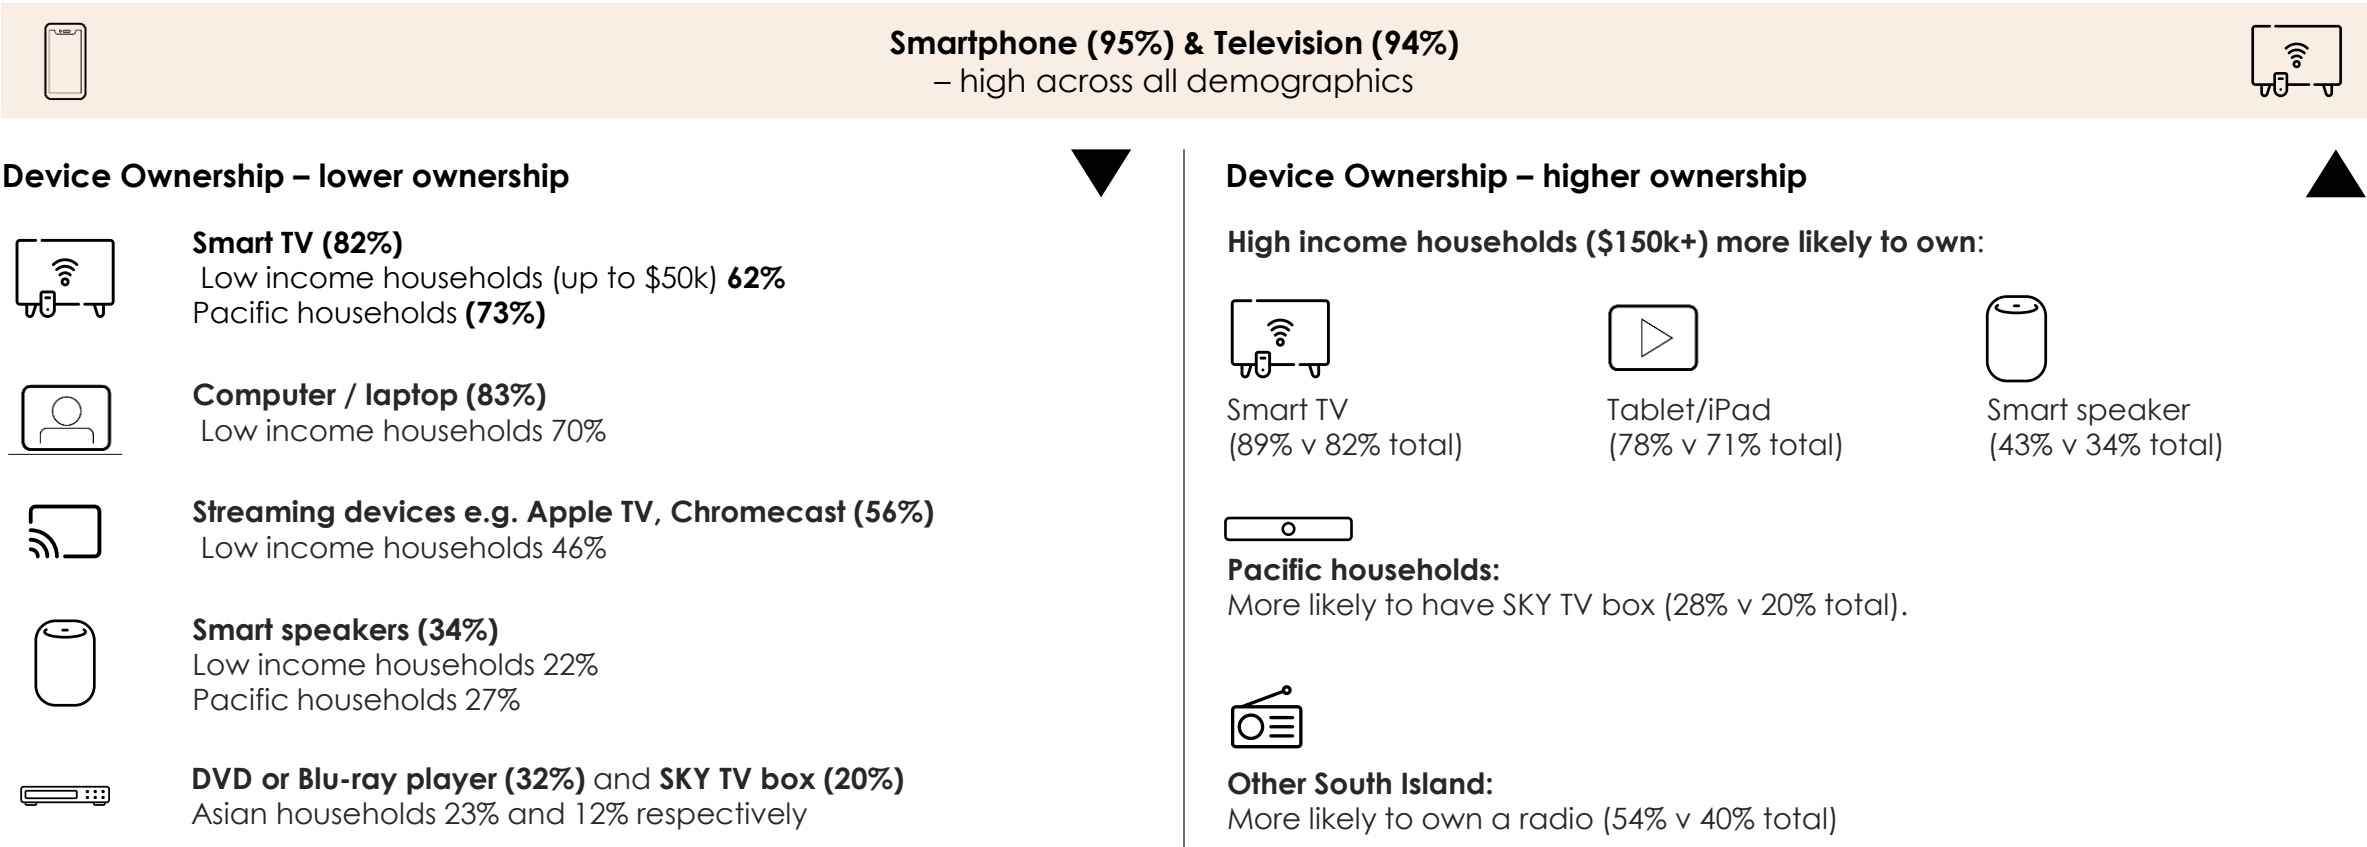 Smartphone (95%) & Television (94%)
– high across all demographics
Device Ownership – lower ownership
Smart TV (82%)
Low income households (up to $50k) 62%
Pacific households (73%)
Computer / laptop (83%)
Low income households 70%
Streaming devices e.g. Apple TV, Chromecast (56%)
Low income households 46%
Smart speakers (34%)
Low income households 22%
Pacific households 27%
DVD or Blu-ray player (32%) and SKY TV box (20%)
Asian households 23% and 12% respectively
Device Ownership – higher ownership
High income households ($150k+) more likely to own:
Smart TV
(89% v 82% total)
Tablet/iPad
(78% v 71% total)
Smart speaker
(43% v 34% total)
Pacific households:
More likely to have SKY TV box (28% v 20% total).
Other South Island:
More likely to own a radio (54% v 40% total)